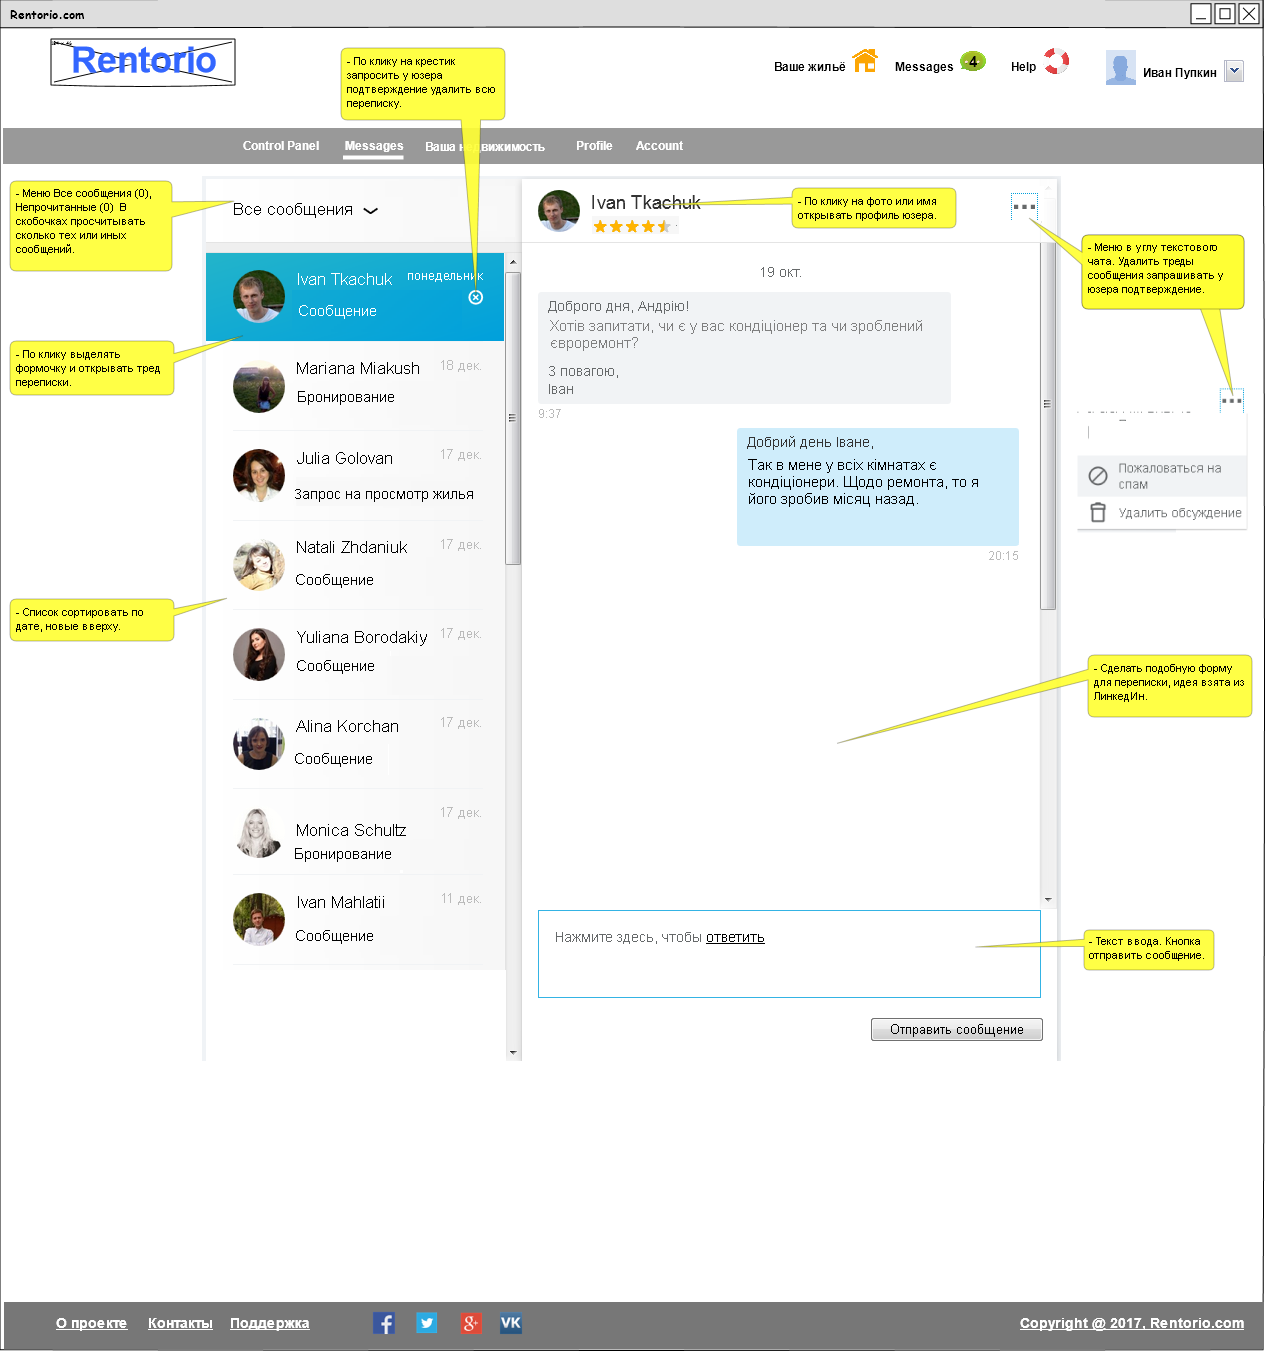 Rentorio.com
Rentorio
Ваше жильё
Messages
4
Help
Иван Пупкин
- По клику на крестик
запросить у юзера
подтверждение удалить всю
переписку.
Control Panel
Messages
Ваша недвижимость
Profile
Account
- Меню Все сообщения (0),
Непрочитанные (0) В
скобочках просчитывать
сколько тех или иных
сообщений.
Все сообщения
Ivan Tkachuk
- По клику на фото или имя
открывать профиль юзера.
- Меню в углу текстового
чата. Удалить треды
сообщения запрашивать у
юзера подтверждение.
Ivan Tkachuk
понедельник
Сообщение
- По клику выделять
формочку и открывать тред
переписки.
Mariana Miakush
18 дек.
Бронирование
Julia Golovan
17 дек.
Запрос на просмотр жилья
Natali Zhdaniuk
17 дек.
Сообщение
- Список сортировать по
дате, новые вверху.
Yuliana Borodakiy
17 дек.
Сообщение
Alina Korchan
17 дек.
Сообщение
17 дек.
Monica Schultz
Бронирование
Ivan Mahlatii
11 дек.
Сообщение
19 окт.
Доброго дня, Андрію!
Хотів запитати, чи є у вас кондіціонер та чи зроблений
євроремонт?
З повагою,
Іван
9:37
Добрий день Іване,
Так в мене у всіх кімнатах є
кондіціонери. Щодо ремонта, то я
його зробив місяц назад.
20:15
Пожаловаться на
спам
Удалить обсуждение
- Сделать подобную форму
для переписки, идея взята из
ЛинкедИн.
Нажмите здесь, чтобы ответить
- Текст ввода. Кнопка
отправить сообщение.
Отправить сообщение
О проекте
Контакты
Поддержка
f
g+
VK
Copyright @ 2017, Rentorio.com